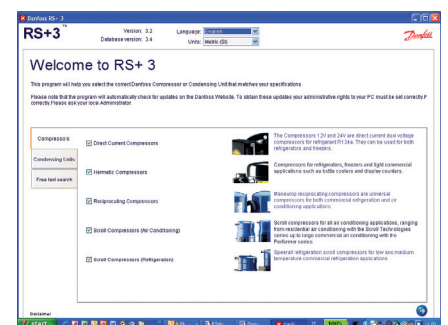 Danfoss RS+ 3
RS+3™
Version: 3.2
Database version: 3.4
Language: English
Units: Metric (SI)
Danfoss
Welcome to RS+ 3
This program will help you select the correct Danfoss Compressor or Condensing Unit that matches your specifications
Please note that the program will automatically check for updates on the Danfoss Website. To obtain these updates your administrative rights to your PC must be set correctly. If
correctly. Please ask your local Administrator.
Compressors
Condensing Units
Free text search
Direct Current Compressors
The Compressors 12V and 24V are direct current dual voltage
compressors for refrigerant R134a. They can be used for both
refrigerators and freezers.
Hermetic Compressors
Compressors for refrigerators, freezers and light commercial
applications such as bottle coolers and display counters.
Reciprocating Compressors
Maneurop reciprocating compressors are universal
compressors for both commercial refrigeration and air
conditioning applications
Scroll Compressors (Air Conditioning)
Scroll compressors for all air conditioning applications, ranging
from residential air conditioning with the Scroll Technologies
series up to large commercial air conditioning with the
Performer series
Scroll Compressors (Refrigeration)
refrigeration scroll compressors for low and medium
temperature commercial refrigeration applications
Disclaimer
start
100%